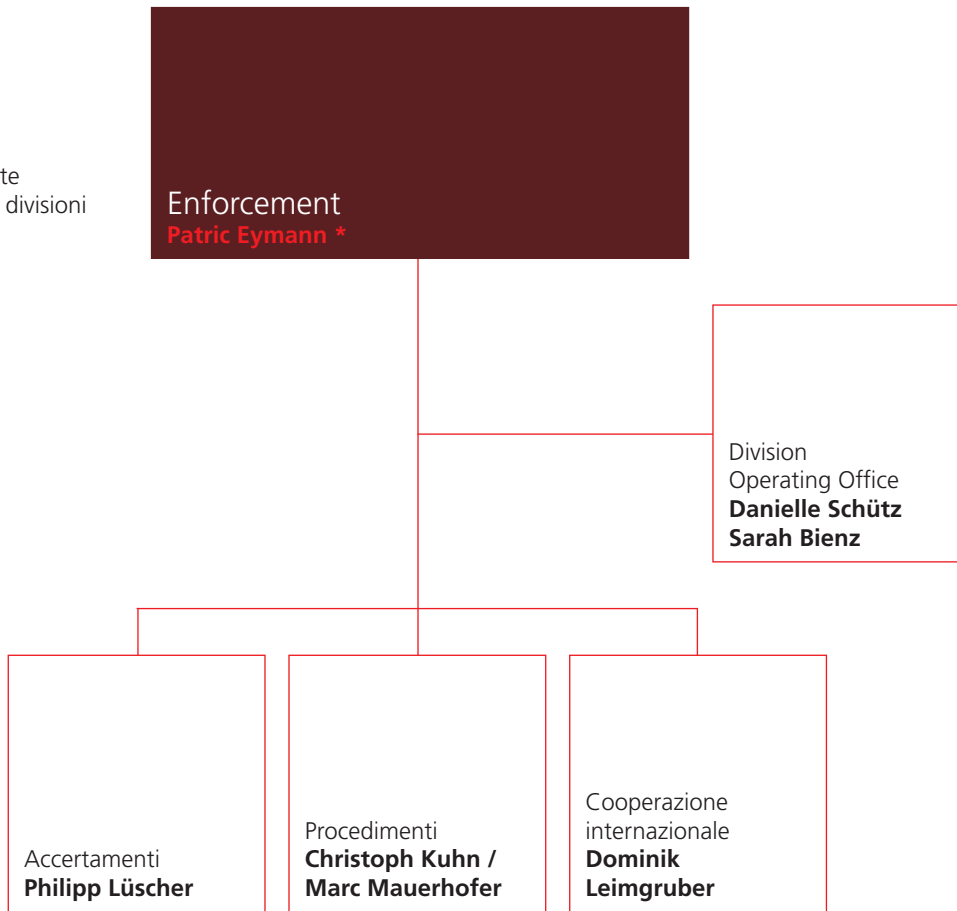 te
divisioni
Enforcement
Patric Eymann *
Division
Operating Office
Danielle Schütz
Sarah Bienz
Accertamenti
Philipp Lüscher
Procedimenti
Christoph Kuhn /
Marc Mauerhofer
Cooperazione
internazionale
Dominik
Leimgruber